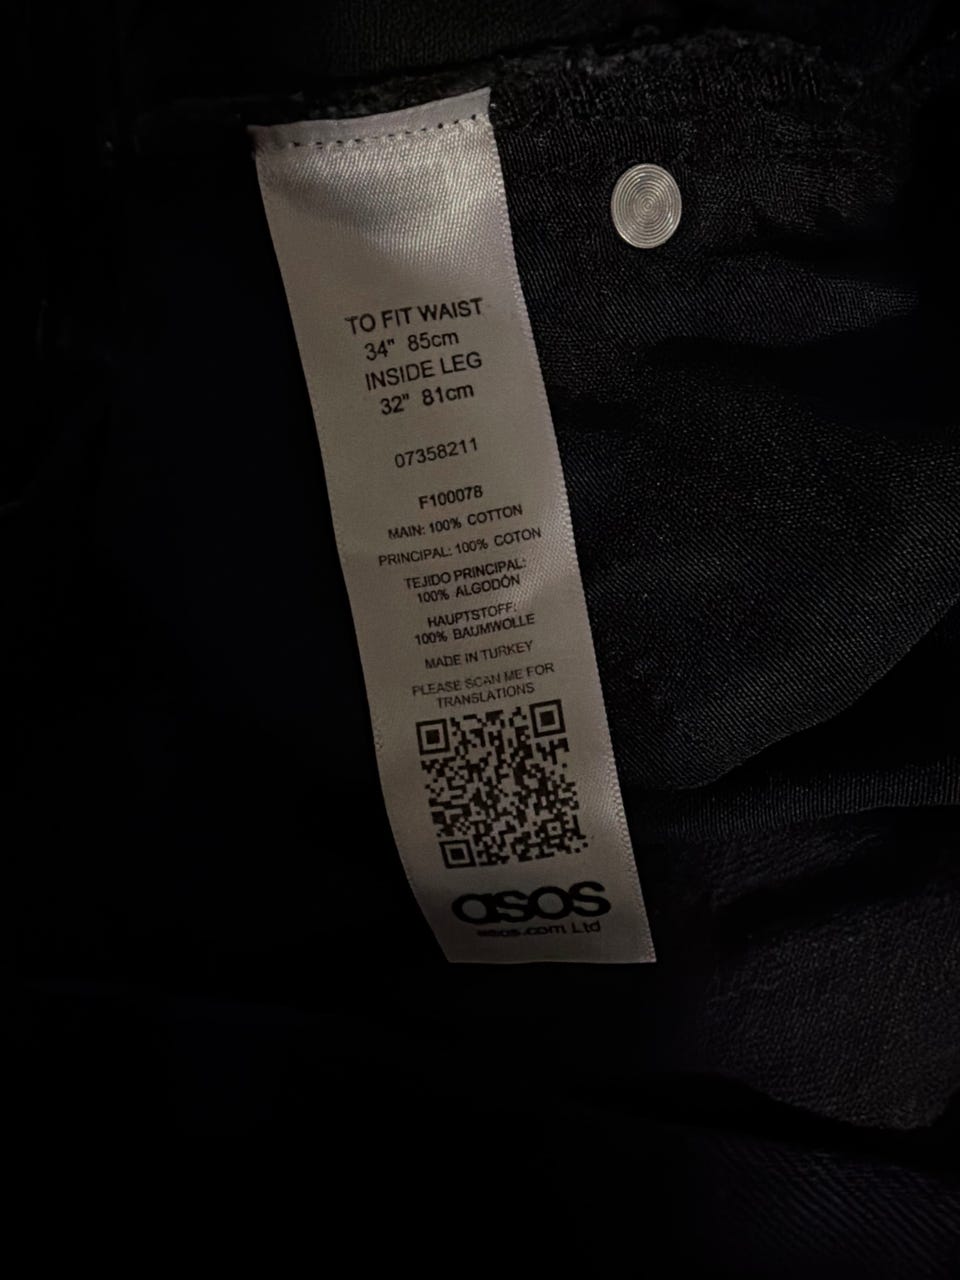 TO FIT WAIST
34" 85cm
INSIDE LEG
32" 81cm
07358211
F100078
MAIN: 100% COTTON
PRINCIPAL: 100% COTON
TEJIDO PRINCIPAL:
100% ALGODÓN
HAUPTSTOFF:
100% BAUMWOLLE
MADE IN TURKEY
PLEASE SCAN ME FOR
TRANSLATIONS
asos
asos.com Ltd